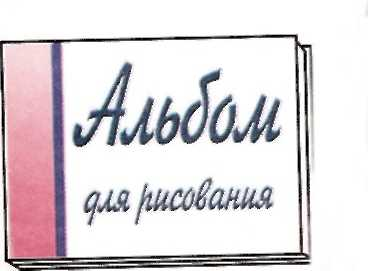 Альбом
для рисования